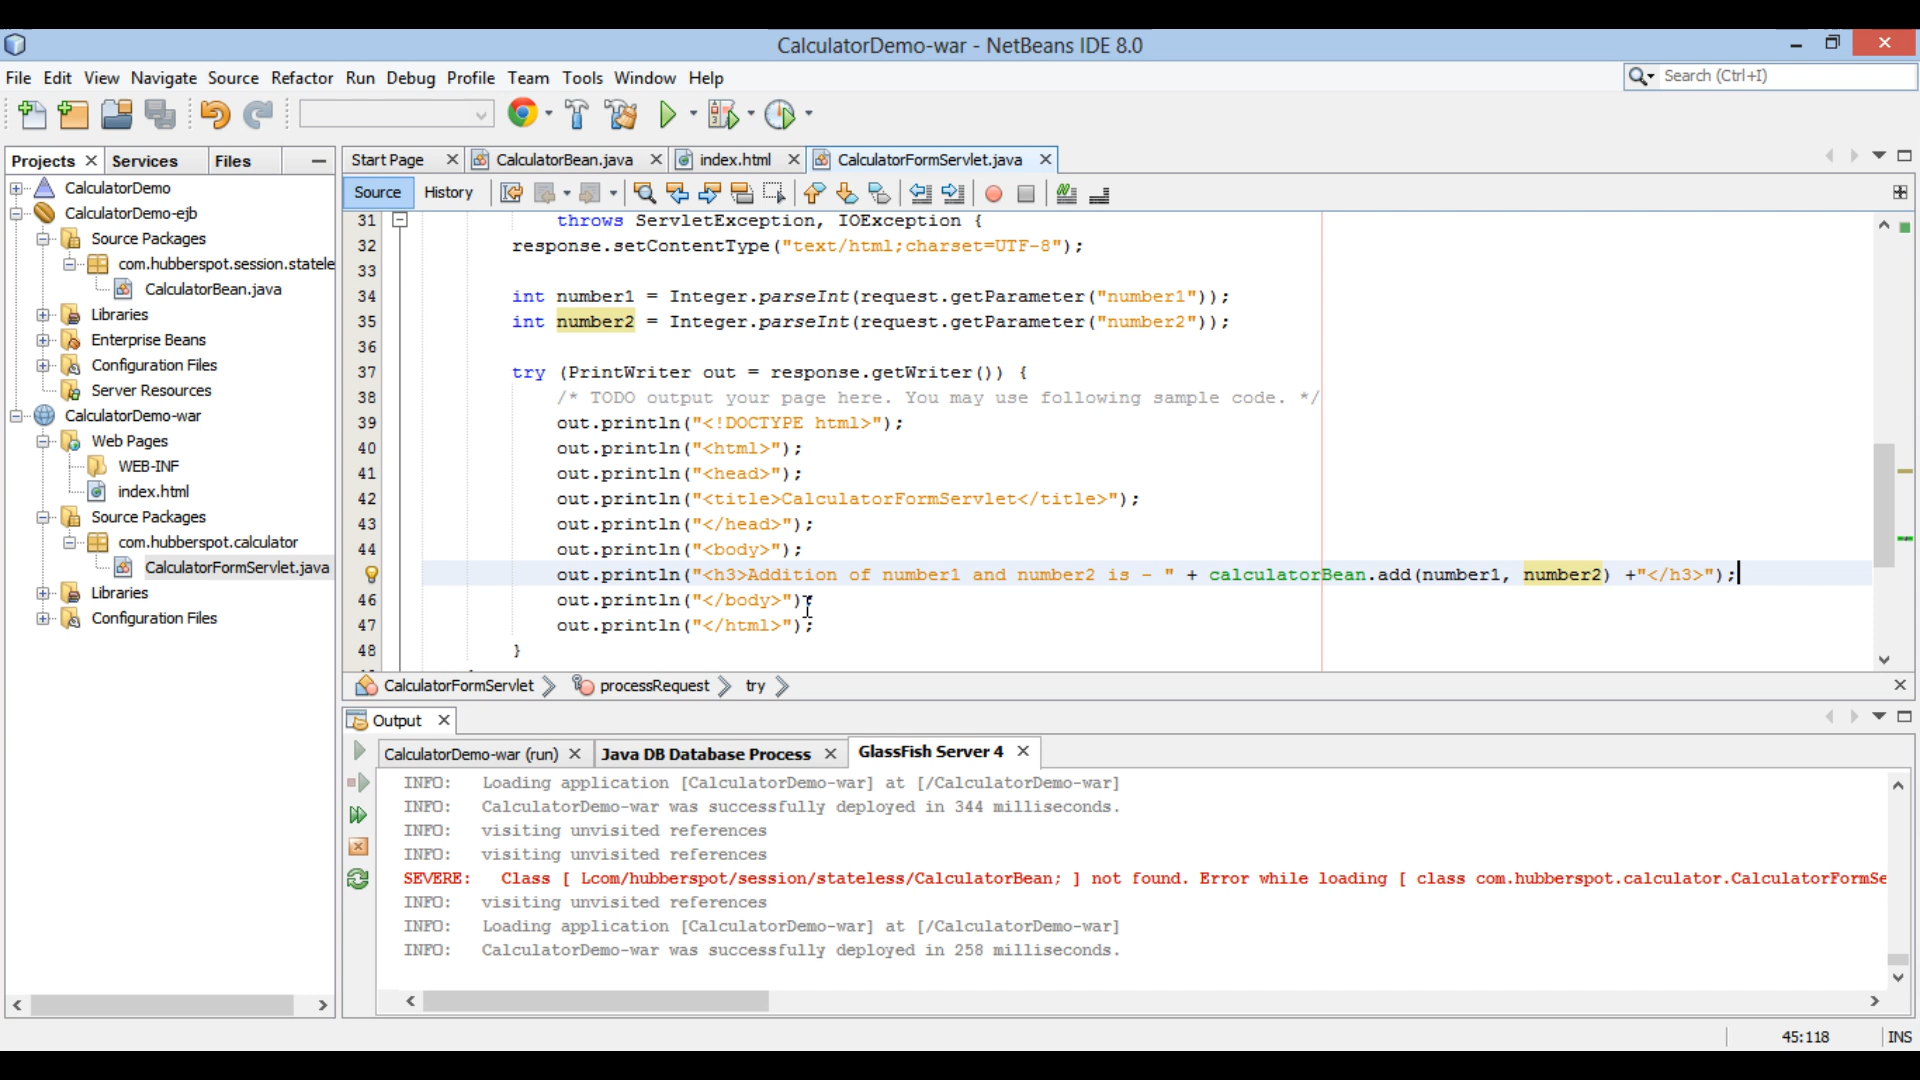 CalculatorDemo-war - NetBeans IDE 8.0
File Edit View Navigate Source Refactor Run Debug Profile Team Tools Window Help
Search (Ctrl+I)
Projects Services Files
CalculatorDemo
CalculatorDemo-ejb
Source Packages
com.hubberspot.session.statele
CalculatorBean.java
Libraries
Enterprise Beans
Configuration Files
Server Resources
CalculatorDemo-war
Web Pages
WEB-INF
index.html
Source Packages
com.hubberspot.calculator
CalculatorFormServlet.java
Libraries
Configuration Files
Start Page CalculatorBean.java index.html CalculatorFormServlet.java
Source History
31 throws ServletException, IOException {
32 response.setContentType("text/html;charset=UTF-8");
33
34 int number1 = Integer.parseInt(request.getParameter("number1"));
35 int number2 = Integer.parseInt(request.getParameter("number2"));
36
37 try (PrintWriter out = response.getWriter()) {
38 /* TODO output your page here. You may use following sample code. */
39 out.println("<!DOCTYPE html>");
40 out.println("<html>");
41 out.println("<head>");
42 out.println("<title>CalculatorFormServlet</title>");
43 out.println("</head>");
44 out.println("<body>");
out.println("<h3>Addition of number1 and number2 is - " + calculatorBean.add(number1, number2) +"</h3>");
46 out.println("</body>");
47 out.println("</html>");
48 }
CalculatorFormServlet processRequest try
Output
CalculatorDemo-war (run) Java DB Database Process GlassFish Server 4
INFO: Loading application [CalculatorDemo-war] at [/CalculatorDemo-war]
INFO: CalculatorDemo-war was successfully deployed in 344 milliseconds.
INFO: visiting unvisited references
INFO: visiting unvisited references
SEVERE: Class [ Lcom/hubberspot/session/stateless/CalculatorBean; ] not found. Error while loading [ class com.hubberspot.calculator.CalculatorFormSe
INFO: visiting unvisited references
INFO: Loading application [CalculatorDemo-war] at [/CalculatorDemo-war]
INFO: CalculatorDemo-war was successfully deployed in 258 milliseconds.
45:118 INS